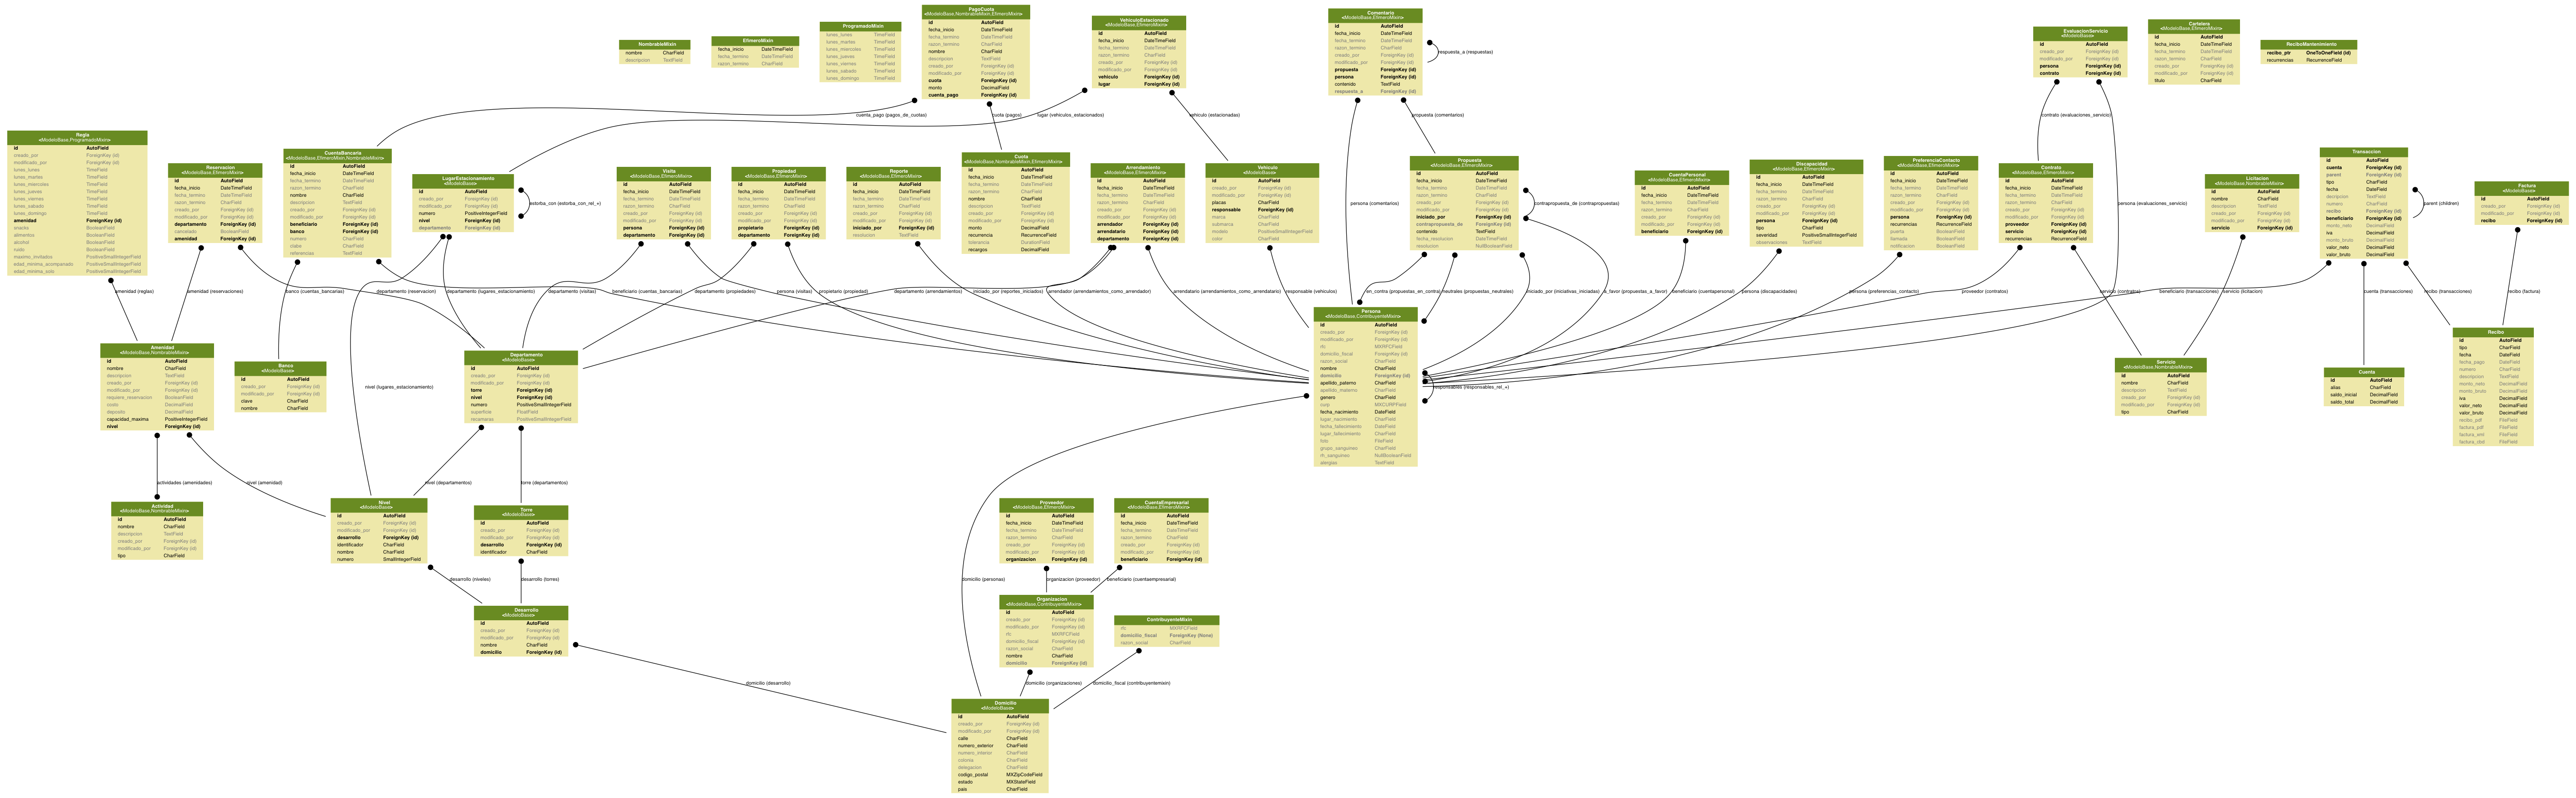 NombrableMixin
nombre CharField
descripcion TextField
EfimeroMixin
fecha_inicio DateTimeField
fecha_termino DateTimeField
razon_termino CharField
ProgramadoMixin
lunes_lunes TimeField
lunes_martes TimeField
lunes_miercoles TimeField
lunes_jueves TimeField
lunes_viernes TimeField
lunes_sabado TimeField
lunes_domingo TimeField
PagoCuota
<ModeloBase,NombrableMixin,EfimeroMixin>
id AutoField
fecha_inicio DateTimeField
fecha_termino DateTimeField
razon_termino CharField
nombre CharField
descripcion TextField
creado_por ForeignKey (id)
modificado_por ForeignKey (id)
cuota ForeignKey (id)
monto DecimalField
cuenta_pago ForeignKey (id)
VehiculoEstacionado
<ModeloBase,EfimeroMixin>
id AutoField
fecha_inicio DateTimeField
fecha_termino DateTimeField
razon_termino CharField
creado_por ForeignKey (id)
modificado_por ForeignKey (id)
vehiculo ForeignKey (id)
lugar ForeignKey (id)
Comentario
<ModeloBase,EfimeroMixin>
id AutoField
fecha_inicio DateTimeField
fecha_termino DateTimeField
razon_termino CharField
creado_por ForeignKey (id)
modificado_por ForeignKey (id)
propuesta ForeignKey (id)
persona ForeignKey (id)
contenido TextField
respuesta_a ForeignKey (id)
respuesta_a (respuestas)
EvaluacionServicio
<ModeloBase>
id AutoField
creado_por ForeignKey (id)
modificado_por ForeignKey (id)
persona ForeignKey (id)
contrato ForeignKey (id)
Cartelera
<ModeloBase,EfimeroMixin>
id AutoField
fecha_inicio DateTimeField
fecha_termino DateTimeField
razon_termino CharField
creado_por ForeignKey (id)
modificado_por ForeignKey (id)
titulo CharField
ReciboMantenimiento
recibo_ptr OneToOneField (id)
recurrencias RecurrenceField
cuenta_pago (pagos_de_cuotas)
cuota (pagos)
lugar (vehiculos_estacionados)
vehiculo (estacionadas)
propuesta (comentarios)
contrato (evaluaciones_servicio)
Regla
<ModeloBase,ProgramadoMixin>
id AutoField
creado_por ForeignKey (id)
modificado_por ForeignKey (id)
lunes_lunes TimeField
lunes_martes TimeField
lunes_miercoles TimeField
lunes_jueves TimeField
lunes_viernes TimeField
lunes_sabado TimeField
lunes_domingo TimeField
amenidad ForeignKey (id)
snacks BooleanField
alimentos BooleanField
alcohol BooleanField
ruido BooleanField
maximo_invitados PositiveSmallIntegerField
edad_minima_acompanado PositiveSmallIntegerField
edad_minima_solo PositiveSmallIntegerField
Reservacion
<ModeloBase,EfimeroMixin>
id AutoField
fecha_inicio DateTimeField
fecha_termino DateTimeField
razon_termino CharField
creado_por ForeignKey (id)
modificado_por ForeignKey (id)
departamento ForeignKey (id)
cancelado BooleanField
amenidad ForeignKey (id)
CuentaBancaria
<ModeloBase,EfimeroMixin,NombrableMixin>
id AutoField
fecha_inicio DateTimeField
fecha_termino DateTimeField
razon_termino CharField
nombre CharField
descripcion TextField
creado_por ForeignKey (id)
modificado_por ForeignKey (id)
beneficiario ForeignKey (id)
banco ForeignKey (id)
numero CharField
clabe CharField
referencias TextField
LugarEstacionamiento
<ModeloBase>
id AutoField
creado_por ForeignKey (id)
modificado_por ForeignKey (id)
numero PositiveIntegerField
nivel ForeignKey (id)
departamento ForeignKey (id)
estorba_con (estorba_con_rel_+)
Visita
<ModeloBase,EfimeroMixin>
id AutoField
fecha_inicio DateTimeField
fecha_termino DateTimeField
razon_termino CharField
creado_por ForeignKey (id)
modificado_por ForeignKey (id)
persona ForeignKey (id)
departamento ForeignKey (id)
Propiedad
<ModeloBase,EfimeroMixin>
id AutoField
fecha_inicio DateTimeField
fecha_termino DateTimeField
razon_termino CharField
creado_por ForeignKey (id)
modificado_por ForeignKey (id)
propietario ForeignKey (id)
departamento ForeignKey (id)
Reporte
<ModeloBase,EfimeroMixin>
id AutoField
fecha_inicio DateTimeField
fecha_termino DateTimeField
razon_termino CharField
creado_por ForeignKey (id)
modificado_por ForeignKey (id)
iniciado_por ForeignKey (id)
resolucion TextField
Cuota
<ModeloBase,NombrableMixin,EfimeroMixin>
id AutoField
fecha_inicio DateTimeField
fecha_termino DateTimeField
razon_termino CharField
nombre CharField
descripcion TextField
creado_por ForeignKey (id)
modificado_por ForeignKey (id)
monto DecimalField
recurrencia RecurrenceField
tolerancia DurationField
recargos DecimalField
Arrendamiento
<ModeloBase,EfimeroMixin>
id AutoField
fecha_inicio DateTimeField
fecha_termino DateTimeField
razon_termino CharField
creado_por ForeignKey (id)
modificado_por ForeignKey (id)
arrendador ForeignKey (id)
arrendatario ForeignKey (id)
departamento ForeignKey (id)
Vehiculo
<ModeloBase>
id AutoField
creado_por ForeignKey (id)
modificado_por ForeignKey (id)
placas CharField
responsable ForeignKey (id)
marca CharField
submarca CharField
modelo PositiveSmallIntegerField
color CharField
persona (comentarios)
Propuesta
<ModeloBase,EfimeroMixin>
id AutoField
fecha_inicio DateTimeField
fecha_termino DateTimeField
razon_termino CharField
creado_por ForeignKey (id)
modificado_por ForeignKey (id)
iniciado_por ForeignKey (id)
contrapropuesta_de ForeignKey (id)
contenido TextField
fecha_resolucion DateTimeField
resolucion NullBooleanField
contrapropuesta_de (contrapropuestas)
CuentaPersonal
<ModeloBase,EfimeroMixin>
id AutoField
fecha_inicio DateTimeField
fecha_termino DateTimeField
razon_termino CharField
creado_por ForeignKey (id)
modificado_por ForeignKey (id)
beneficiario ForeignKey (id)
Discapacidad
<ModeloBase,EfimeroMixin>
id AutoField
fecha_inicio DateTimeField
fecha_termino DateTimeField
razon_termino CharField
creado_por ForeignKey (id)
modificado_por ForeignKey (id)
persona ForeignKey (id)
tipo CharField
severidad PositiveSmallIntegerField
observaciones TextField
PreferenciaContacto
<ModeloBase,EfimeroMixin>
id AutoField
fecha_inicio DateTimeField
fecha_termino DateTimeField
razon_termino CharField
creado_por ForeignKey (id)
modificado_por ForeignKey (id)
persona ForeignKey (id)
recurrencias RecurrenceField
puerta BooleanField
llamada BooleanField
notificacion BooleanField
Contrato
<ModeloBase,EfimeroMixin>
id AutoField
fecha_inicio DateTimeField
fecha_termino DateTimeField
razon_termino CharField
creado_por ForeignKey (id)
modificado_por ForeignKey (id)
proveedor ForeignKey (id)
servicio ForeignKey (id)
recurrencias RecurrenceField
persona (evaluaciones_servicio)
Licitacion
<ModeloBase,NombrableMixin>
id AutoField
nombre CharField
descripcion TextField
creado_por ForeignKey (id)
modificado_por ForeignKey (id)
servicio ForeignKey (id)
Transaccion
<ModeloBase>
id AutoField
cuenta ForeignKey (id)
parent ForeignKey (id)
tipo CharField
fecha DateField
decripcion TextField
numero CharField
recibo ForeignKey (id)
beneficiario ForeignKey (id)
monto_neto DecimalField
iva DecimalField
monto_bruto DecimalField
valor_neto DecimalField
valor_bruto DecimalField
parent (children)
Factura
<ModeloBase>
id AutoField
creado_por ForeignKey (id)
modificado_por ForeignKey (id)
recibo ForeignKey (id)
amenidad (reglas)
amenidad (reservaciones)
banco (cuentas_bancarias)
departamento (reservacion)
departamento (lugares_estacionamiento)
departamento (visitas)
beneficiario (cuentas_bancarias)
departamento (propiedades)
persona (visitas)
propietario (propiedad)
departamento (arrendamientos)
iniciado_por (reportes_iniciados)
arrendador (arrendamientos_como_arrendador)
arrendatario (arrendamientos_como_arrendatario)
responsable (vehiculos)
neutrales (propuestas_neutrales)
iniciado_por (iniciativas_iniciadas)
a_favor (propuestas_a_favor)
beneficiario (cuentapersonal)
persona (discapacidades)
persona (preferencias_contacto)
proveedor (contratos)
servicio (contratos)
beneficiario (transacciones)
servicio (licitacion)
cuenta (transacciones)
recibo (transacciones)
recibo (factura)
Amenidad
<ModeloBase,NombrableMixin>
id AutoField
nombre CharField
descripcion TextField
creado_por ForeignKey (id)
modificado_por ForeignKey (id)
requiere_reservacion BooleanField
costo DecimalField
deposito DecimalField
capacidad_maxima PositiveIntegerField
nivel ForeignKey (id)
Banco
<ModeloBase>
id AutoField
creado_por ForeignKey (id)
modificado_por ForeignKey (id)
clave CharField
nombre CharField
nivel (lugares_estacionamiento)
Departamento
<ModeloBase>
id AutoField
creado_por ForeignKey (id)
modificado_por ForeignKey (id)
torre ForeignKey (id)
nivel ForeignKey (id)
numero PositiveSmallIntegerField
superficie FloatField
recamaras PositiveSmallIntegerField
Persona
<ModeloBase,ContribuyenteMixin>
id AutoField
creado_por ForeignKey (id)
modificado_por ForeignKey (id)
rfc MXRFCField
domicilio_fiscal ForeignKey (id)
razon_social CharField
nombre CharField
domicilio ForeignKey (id)
apellido_paterno CharField
apellido_materno CharField
genero CharField
curp MXCURPField
fecha_nacimiento DateField
lugar_nacimiento CharField
fecha_fallecimiento DateField
lugar_fallecimiento CharField
foto FileField
grupo_sanguineo CharField
rh_sanguineo NullBooleanField
alergias TextField
responsables (responsables_rel_+)
Servicio
<ModeloBase,NombrableMixin>
id AutoField
nombre CharField
descripcion TextField
creado_por ForeignKey (id)
modificado_por ForeignKey (id)
tipo CharField
Cuenta
id AutoField
alias CharField
saldo_inicial DecimalField
saldo_total DecimalField
Recibo
id AutoField
tipo CharField
fecha DateField
fecha_pago DateField
numero CharField
descripcion TextField
monto_neto DecimalField
monto_bruto DecimalField
iva DecimalField
valor_neto DecimalField
valor_bruto DecimalField
recibo_pdf FileField
factura_pdf FileField
factura_xml FileField
factura_cbd FileField
actividades (amenidades)
nivel (amenidad)
nivel (departamentos)
torre (departamentos)
Actividad
<ModeloBase,NombrableMixin>
id AutoField
nombre CharField
descripcion TextField
creado_por ForeignKey (id)
modificado_por ForeignKey (id)
tipo CharField
Nivel
<ModeloBase>
id AutoField
creado_por ForeignKey (id)
modificado_por ForeignKey (id)
desarrollo ForeignKey (id)
identificador CharField
nombre CharField
numero SmallIntegerField
Torre
<ModeloBase>
id AutoField
creado_por ForeignKey (id)
modificado_por ForeignKey (id)
desarrollo ForeignKey (id)
identificador CharField
Proveedor
<ModeloBase,EfimeroMixin>
id AutoField
fecha_inicio DateTimeField
fecha_termino DateTimeField
razon_termino CharField
creado_por ForeignKey (id)
modificado_por ForeignKey (id)
organizacion ForeignKey (id)
CuentaEmpresarial
<ModeloBase,EfimeroMixin>
id AutoField
fecha_inicio DateTimeField
fecha_termino DateTimeField
razon_termino CharField
creado_por ForeignKey (id)
modificado_por ForeignKey (id)
beneficiario ForeignKey (id)
desarrollo (niveles)
desarrollo (torres)
domicilio (personas)
organizacion (proveedor)
beneficiario (cuentaempresarial)
Desarrollo
<ModeloBase>
id AutoField
creado_por ForeignKey (id)
modificado_por ForeignKey (id)
nombre CharField
domicilio ForeignKey (id)
Organizacion
<ModeloBase,ContribuyenteMixin>
id AutoField
creado_por ForeignKey (id)
modificado_por ForeignKey (id)
rfc MXRFCField
domicilio_fiscal ForeignKey (id)
razon_social CharField
nombre CharField
domicilio ForeignKey (id)
ContribuyenteMixin
rfc MXRFCField
domicilio_fiscal ForeignKey (None)
razon_social CharField
domicilio (desarrollo)
domicilio (organizaciones)
domicilio_fiscal (contribuyentemixin)
Domicilio
<ModeloBase>
id AutoField
creado_por ForeignKey (id)
modificado_por ForeignKey (id)
calle CharField
numero_exterior CharField
numero_interior CharField
colonia CharField
delegacion CharField
codigo_postal MXZipCodeField
estado MXStateField
pais CharField